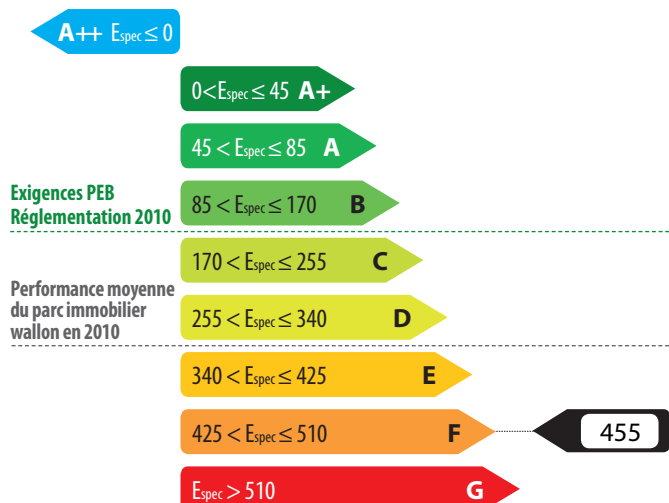 A++ Espec ≤ 0
0<Espec ≤ 45 A+
45 < Espec ≤ 85 A
Exigences PEB
Réglementation 2010
85 < Espec ≤ 170 B
170 < Espec ≤ 255 C
Performance moyenne
du parc immobilier
wallon en 2010
255 < Espec ≤ 340 D
340 < Espec ≤ 425 E
425 < Espec ≤ 510 F
455
Espec > 510 G